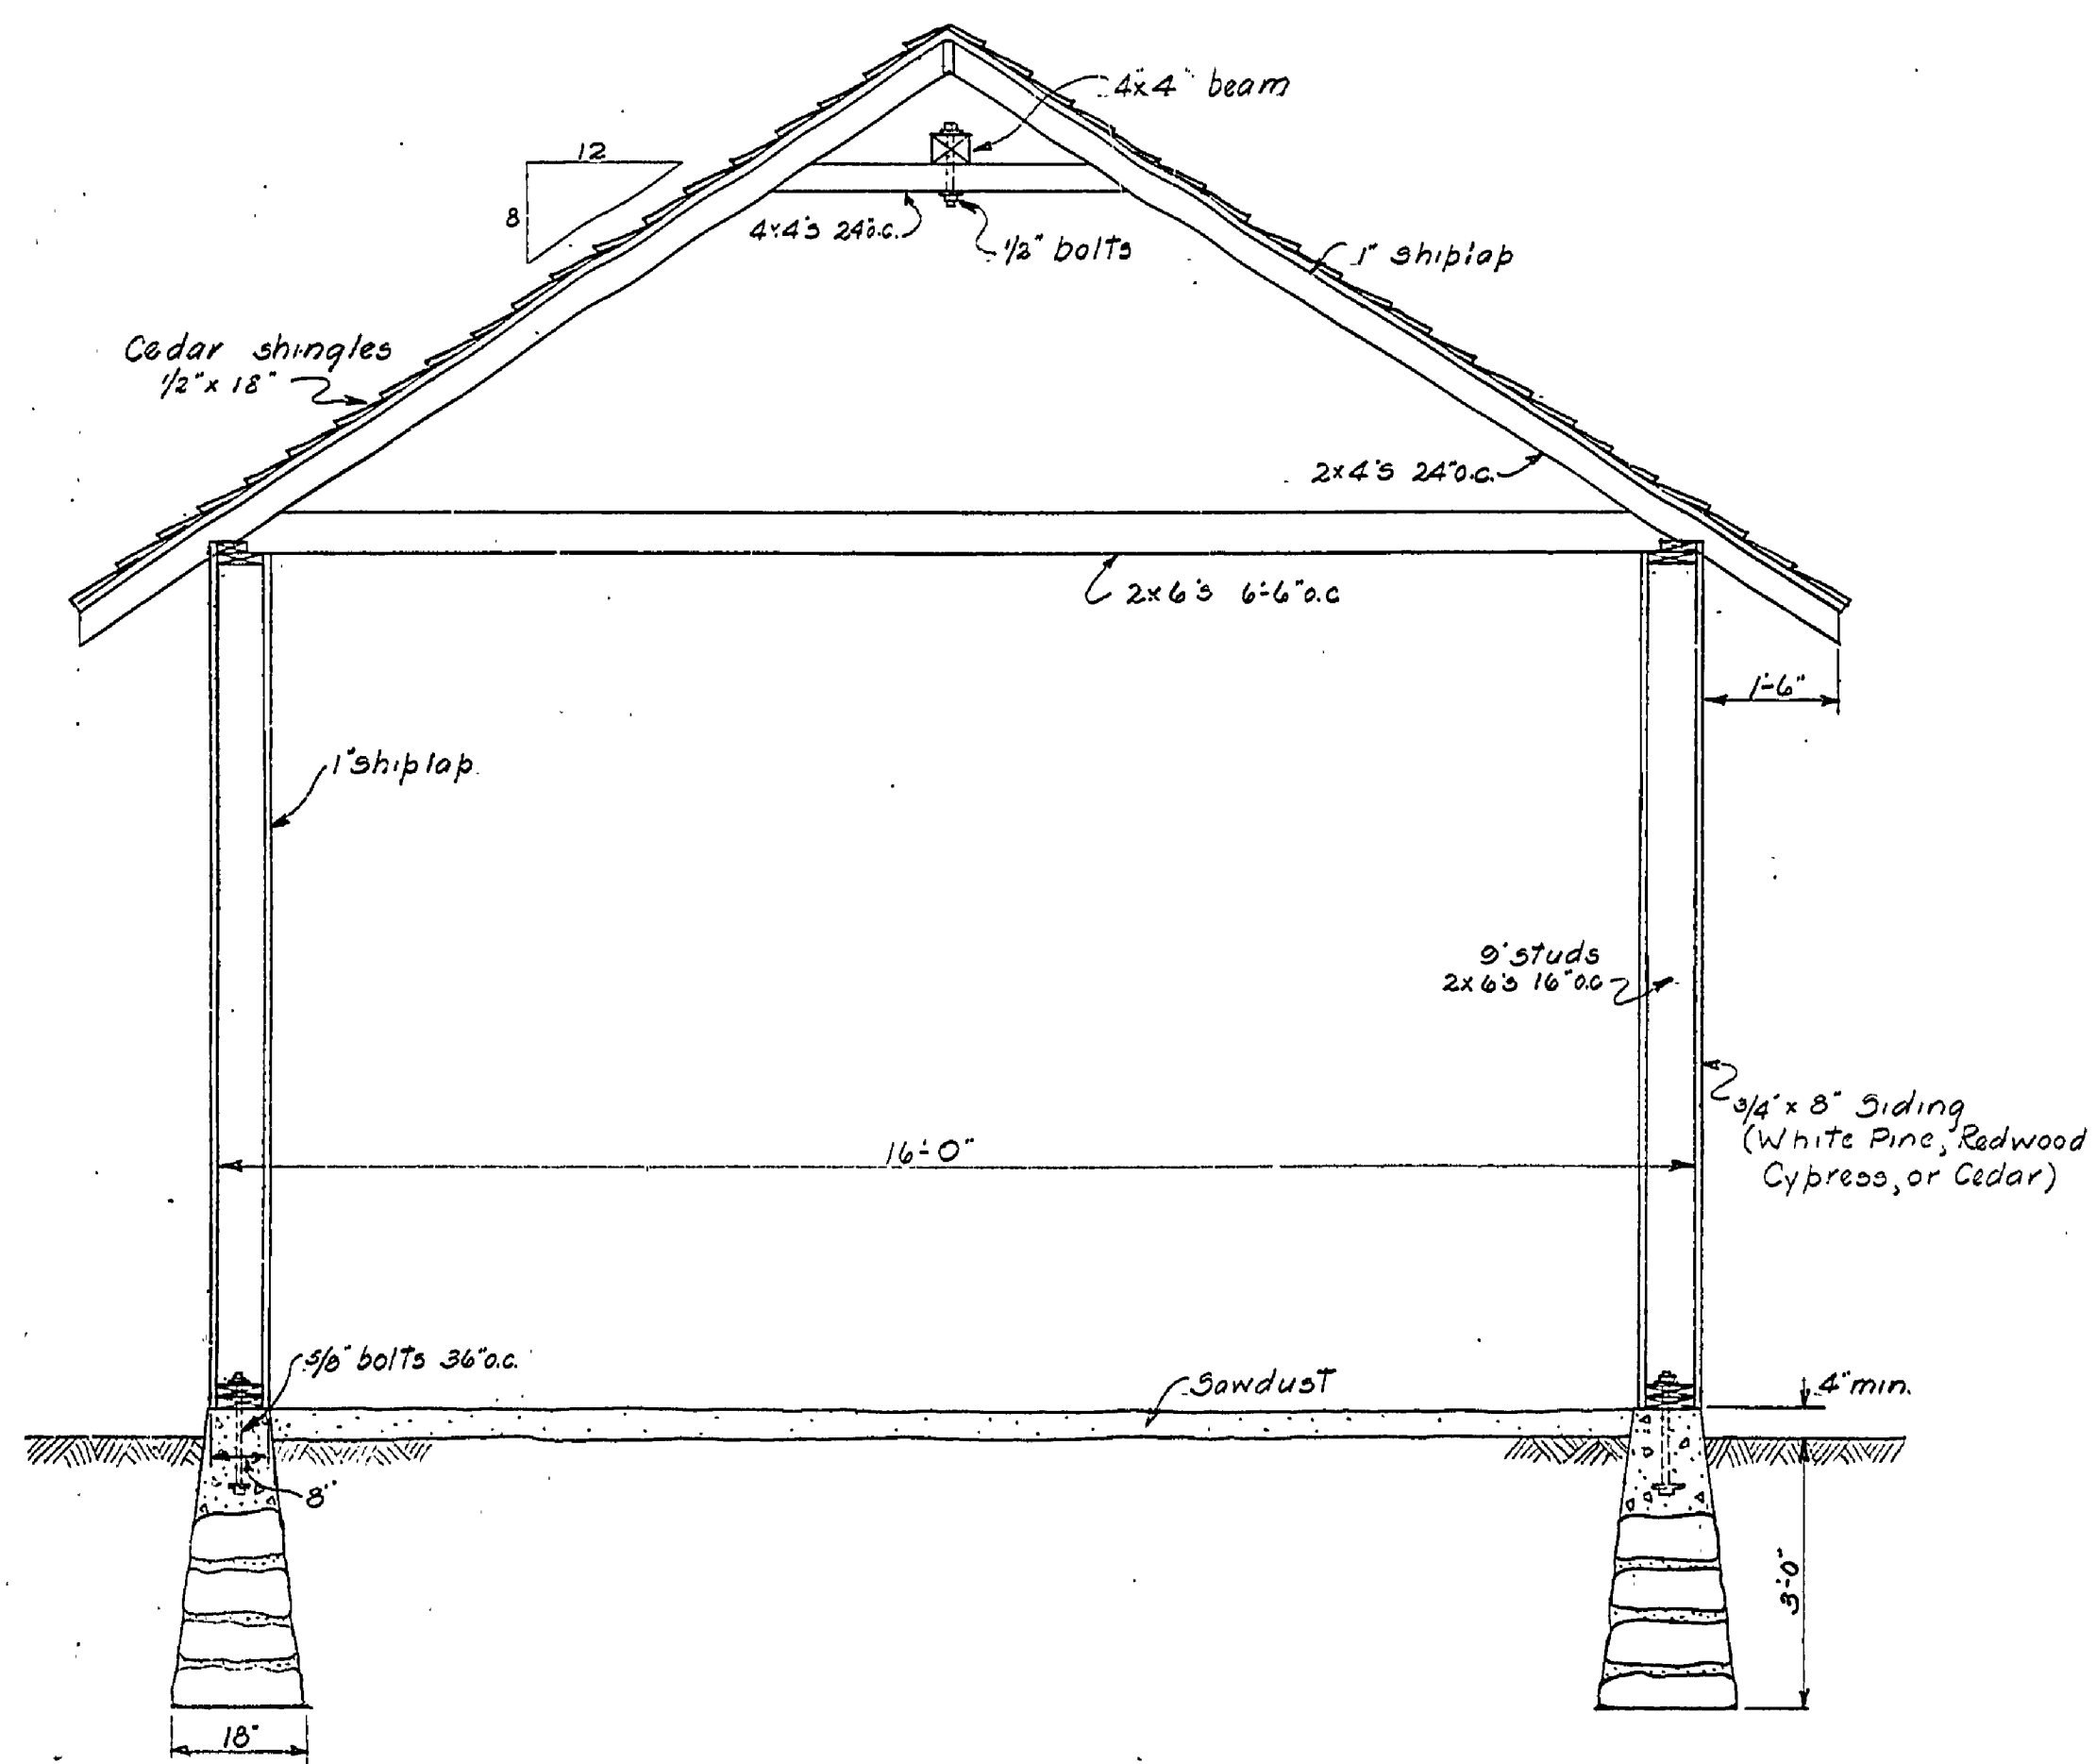 4"x4" beam
12
8
4x4's 24"o.c.
1/2" bolts
1" shiplap
Cedar shingles
1/2" x 18"
2x4's 24"o.c.
2x6's 6'-6"o.c
1'-6"
1" shiplap.
9' studs
2x6's 16"o.c
3/4" x 8" Siding
(White Pine, Redwood
Cypress, or Cedar)
16'-0"
5/8" bolts 36"o.c.
Sawdust
4" min.
8"
3'-0"
18"